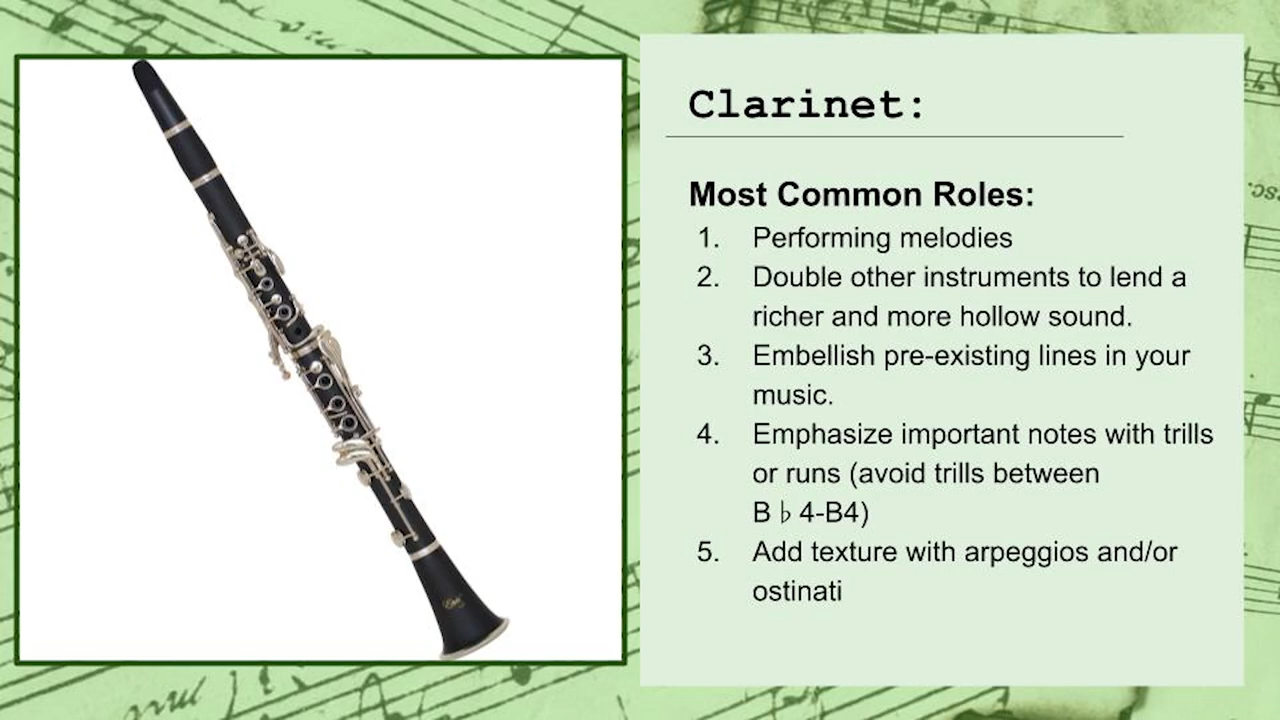 Clarinet:
Most Common Roles:
1. Performing melodies
2. Double other instruments to lend a
richer and more hollow sound.
3. Embellish pre-existing lines in your
music.
4. Emphasize important notes with trills
or runs (avoid trills between
B♭4-B4)
5. Add texture with arpeggios and/or
ostinati